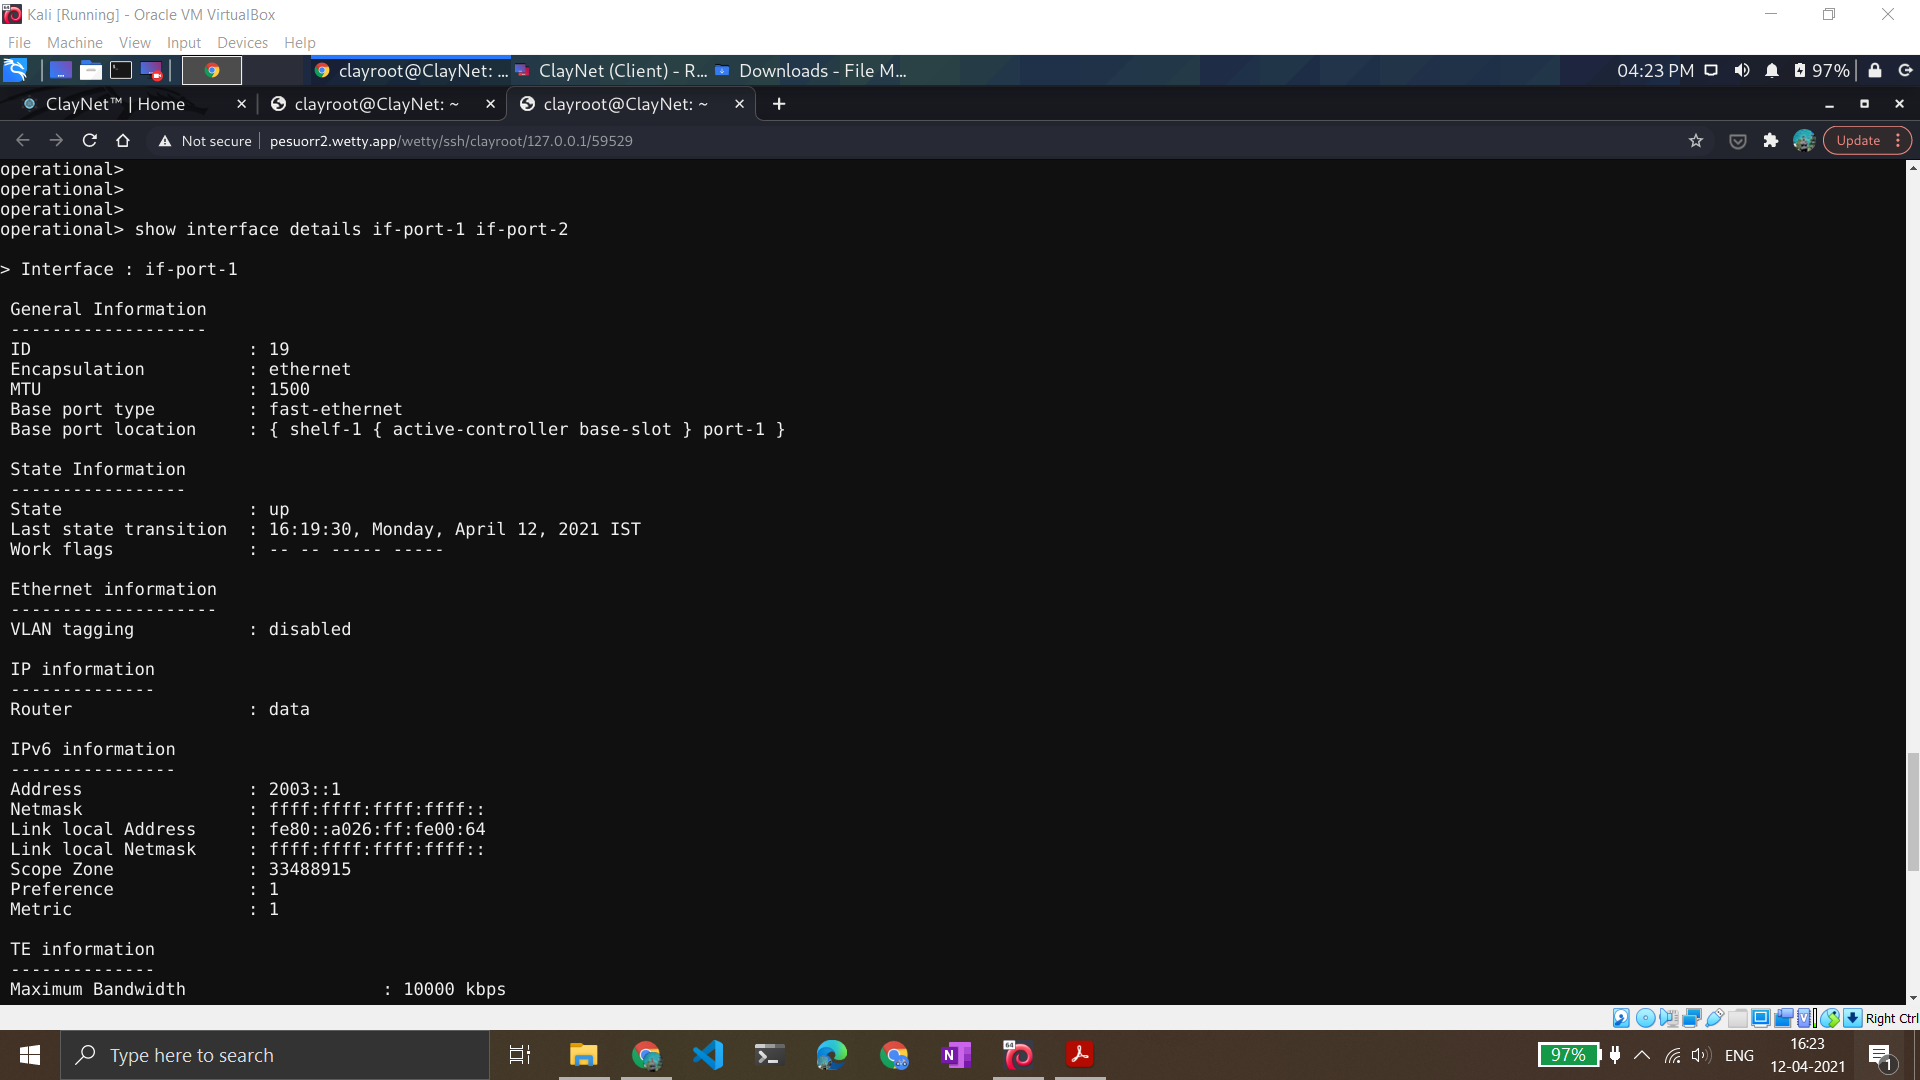 Kali [Running] - Oracle VM VirtualBox
File Machine View Input Devices Help
clayroot@ClayNet: ... ClayNet (Client) - R... Downloads - File M... 04:23 PM 97%
ClayNet™ | Home clayroot@ClayNet: ~ clayroot@ClayNet: ~
Not secure pesuorr2.wetty.app/wetty/ssh/clayroot/127.0.0.1/59529 Update
operational>
operational>
operational>
operational> show interface details if-port-1 if-port-2
> Interface : if-port-1
General Information
-------------------
ID : 19
Encapsulation : ethernet
MTU : 1500
Base port type : fast-ethernet
Base port location : { shelf-1 { active-controller base-slot } port-1 }
State Information
-----------------
State : up
Last state transition : 16:19:30, Monday, April 12, 2021 IST
Work flags : -- -- ----- -----
Ethernet information
--------------------
VLAN tagging : disabled
IP information
--------------
Router : data
IPv6 information
----------------
Address : 2003::1
Netmask : ffff:ffff:ffff:ffff::
Link local Address : fe80::a026:ff:fe00:64
Link local Netmask : ffff:ffff:ffff:ffff::
Scope Zone : 33488915
Preference : 1
Metric : 1
TE information
--------------
Maximum Bandwidth : 10000 kbps
Right Ctrl
Type here to search 97% ENG 16:23
12-04-2021 1